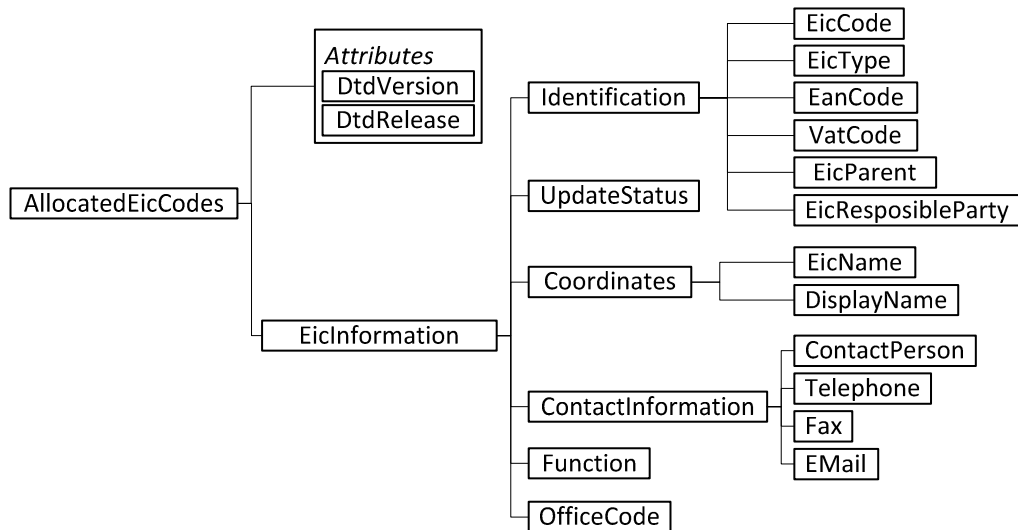 AllocatedEicCodes
Attributes
DtdVersion
DtdRelease
EicInformation
Identification
EicCode
EicType
EanCode
VatCode
EicParent
EicResposibleParty
UpdateStatus
Coordinates
EicName
DisplayName
ContactInformation
ContactPerson
Telephone
Fax
EMail
Function
OfficeCode